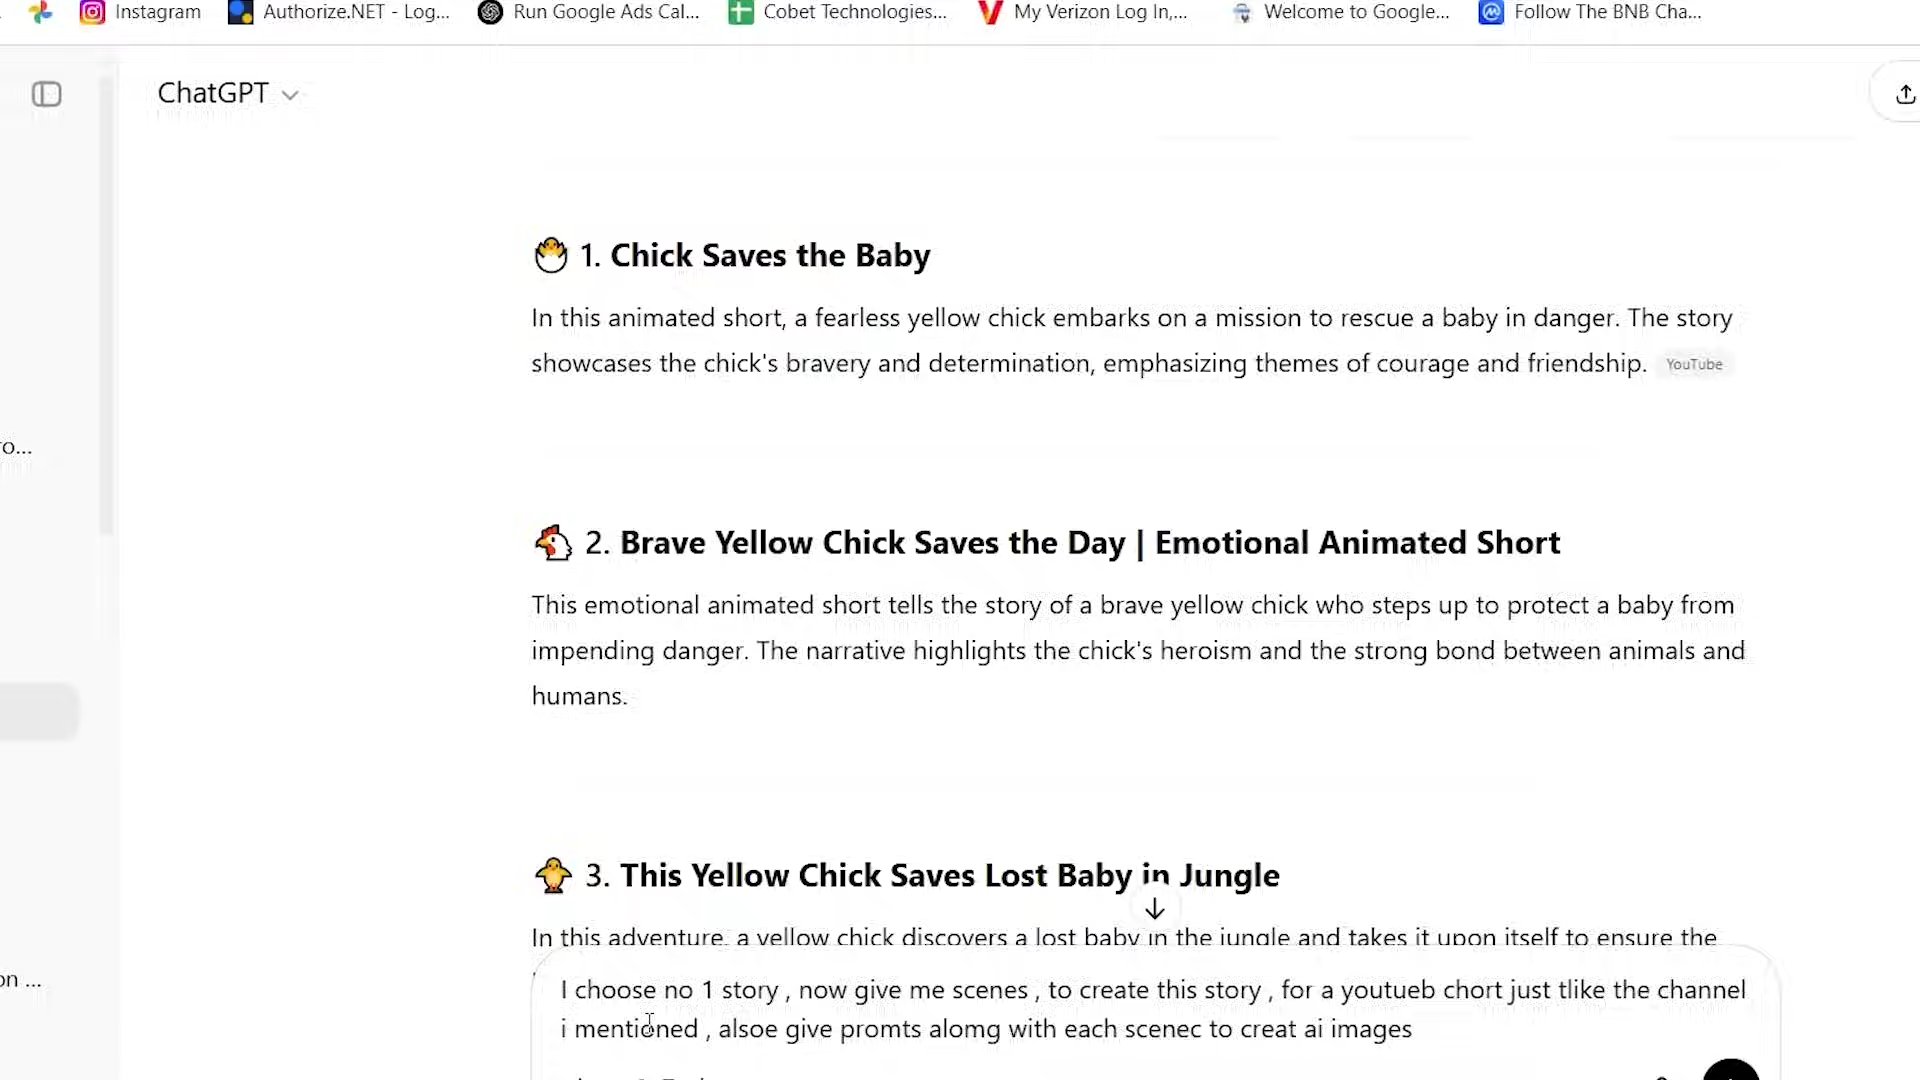 Instagram
Authorize.NET - Log...
Run Google Ads Cal...
Cobet Technologies...
My Verizon Log In,...
Welcome to Google...
Follow The BNB Cha...
ChatGPT
1. Chick Saves the Baby
In this animated short, a fearless yellow chick embarks on a mission to rescue a baby in danger. The story
showcases the chick's bravery and determination, emphasizing themes of courage and friendship. YouTube
ro...
2. Brave Yellow Chick Saves the Day | Emotional Animated Short
This emotional animated short tells the story of a brave yellow chick who steps up to protect a baby from
impending danger. The narrative highlights the chick's heroism and the strong bond between animals and
humans.
3. This Yellow Chick Saves Lost Baby in Jungle
In this adventure, a yellow chick discovers a lost baby in the jungle and takes it upon itself to ensure the
on ...
I choose no 1 story , now give me scenes , to create this story , for a youtueb chort just tlike the channel
i mentioned , alsoe give promts alomg with each scenec to creat ai images